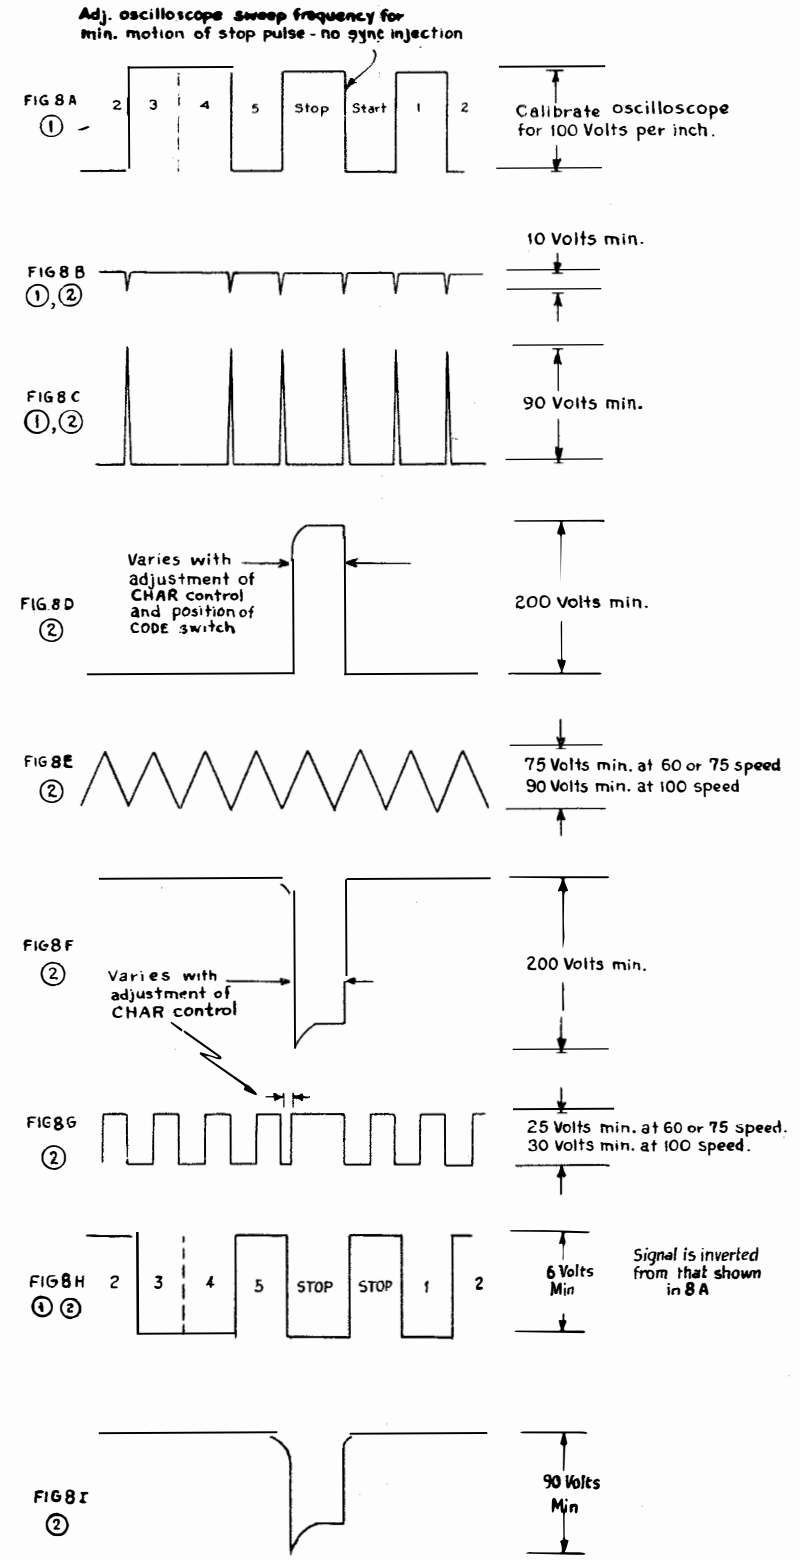 Adj. oscilloscope sweep frequency for
min. motion of stop pulse - no sync injection
FIG 8A
①
2 3 4 5 Stop Start 1 2
Calibrate oscilloscope
for 100 Volts per inch.
FIG 8 B
①,②
10 Volts min.
FIG 8 C
①,②
90 Volts min.
FIG. 8 D
②
Varies with
adjustment of
CHAR control
and position of
CODE switch
200 Volts min.
FIG 8E
②
75 Volts min. at 60 or 75 speed
90 Volts min. at 100 speed
FIG 8 F
②
Varies with
adjustment of
CHAR control
200 Volts min.
FIG 8G
②
25 Volts min. at 60 or 75 speed.
30 Volts min. at 100 speed.
FIG 8H
① ②
2 3 4 5 STOP STOP 1 2
6 Volts
Min
Signal is inverted
from that shown
in 8 A
FIG 8 I
②
90 Volts
Min